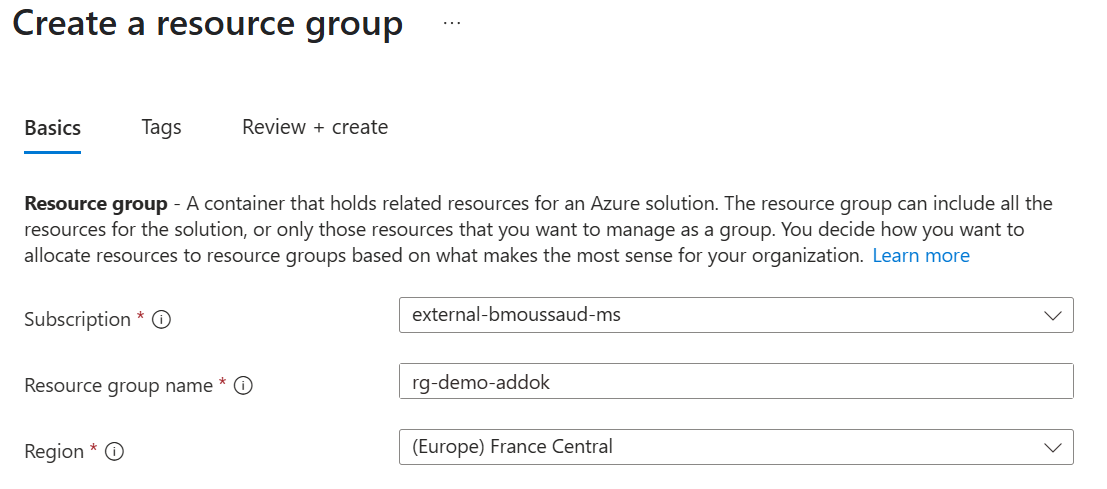 Create a resource group ...
Basics Tags Review + create
Resource group - A container that holds related resources for an Azure solution. The resource group can include all the
resources for the solution, or only those resources that you want to manage as a group. You decide how you want to
allocate resources to resource groups based on what makes the most sense for your organization. Learn more
Subscription * external-bmoussaud-ms
Resource group name * rg-demo-addok
Region * (Europe) France Central